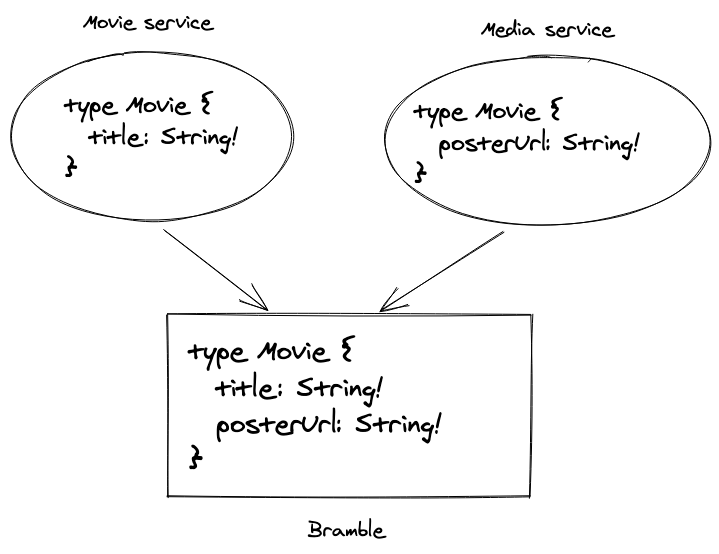 Movie service
type Movie {
title: String!
}
Media service
type Movie {
posterUrl: String!
}
type Movie {
title: String!
posterUrl: String!
}
Bramble